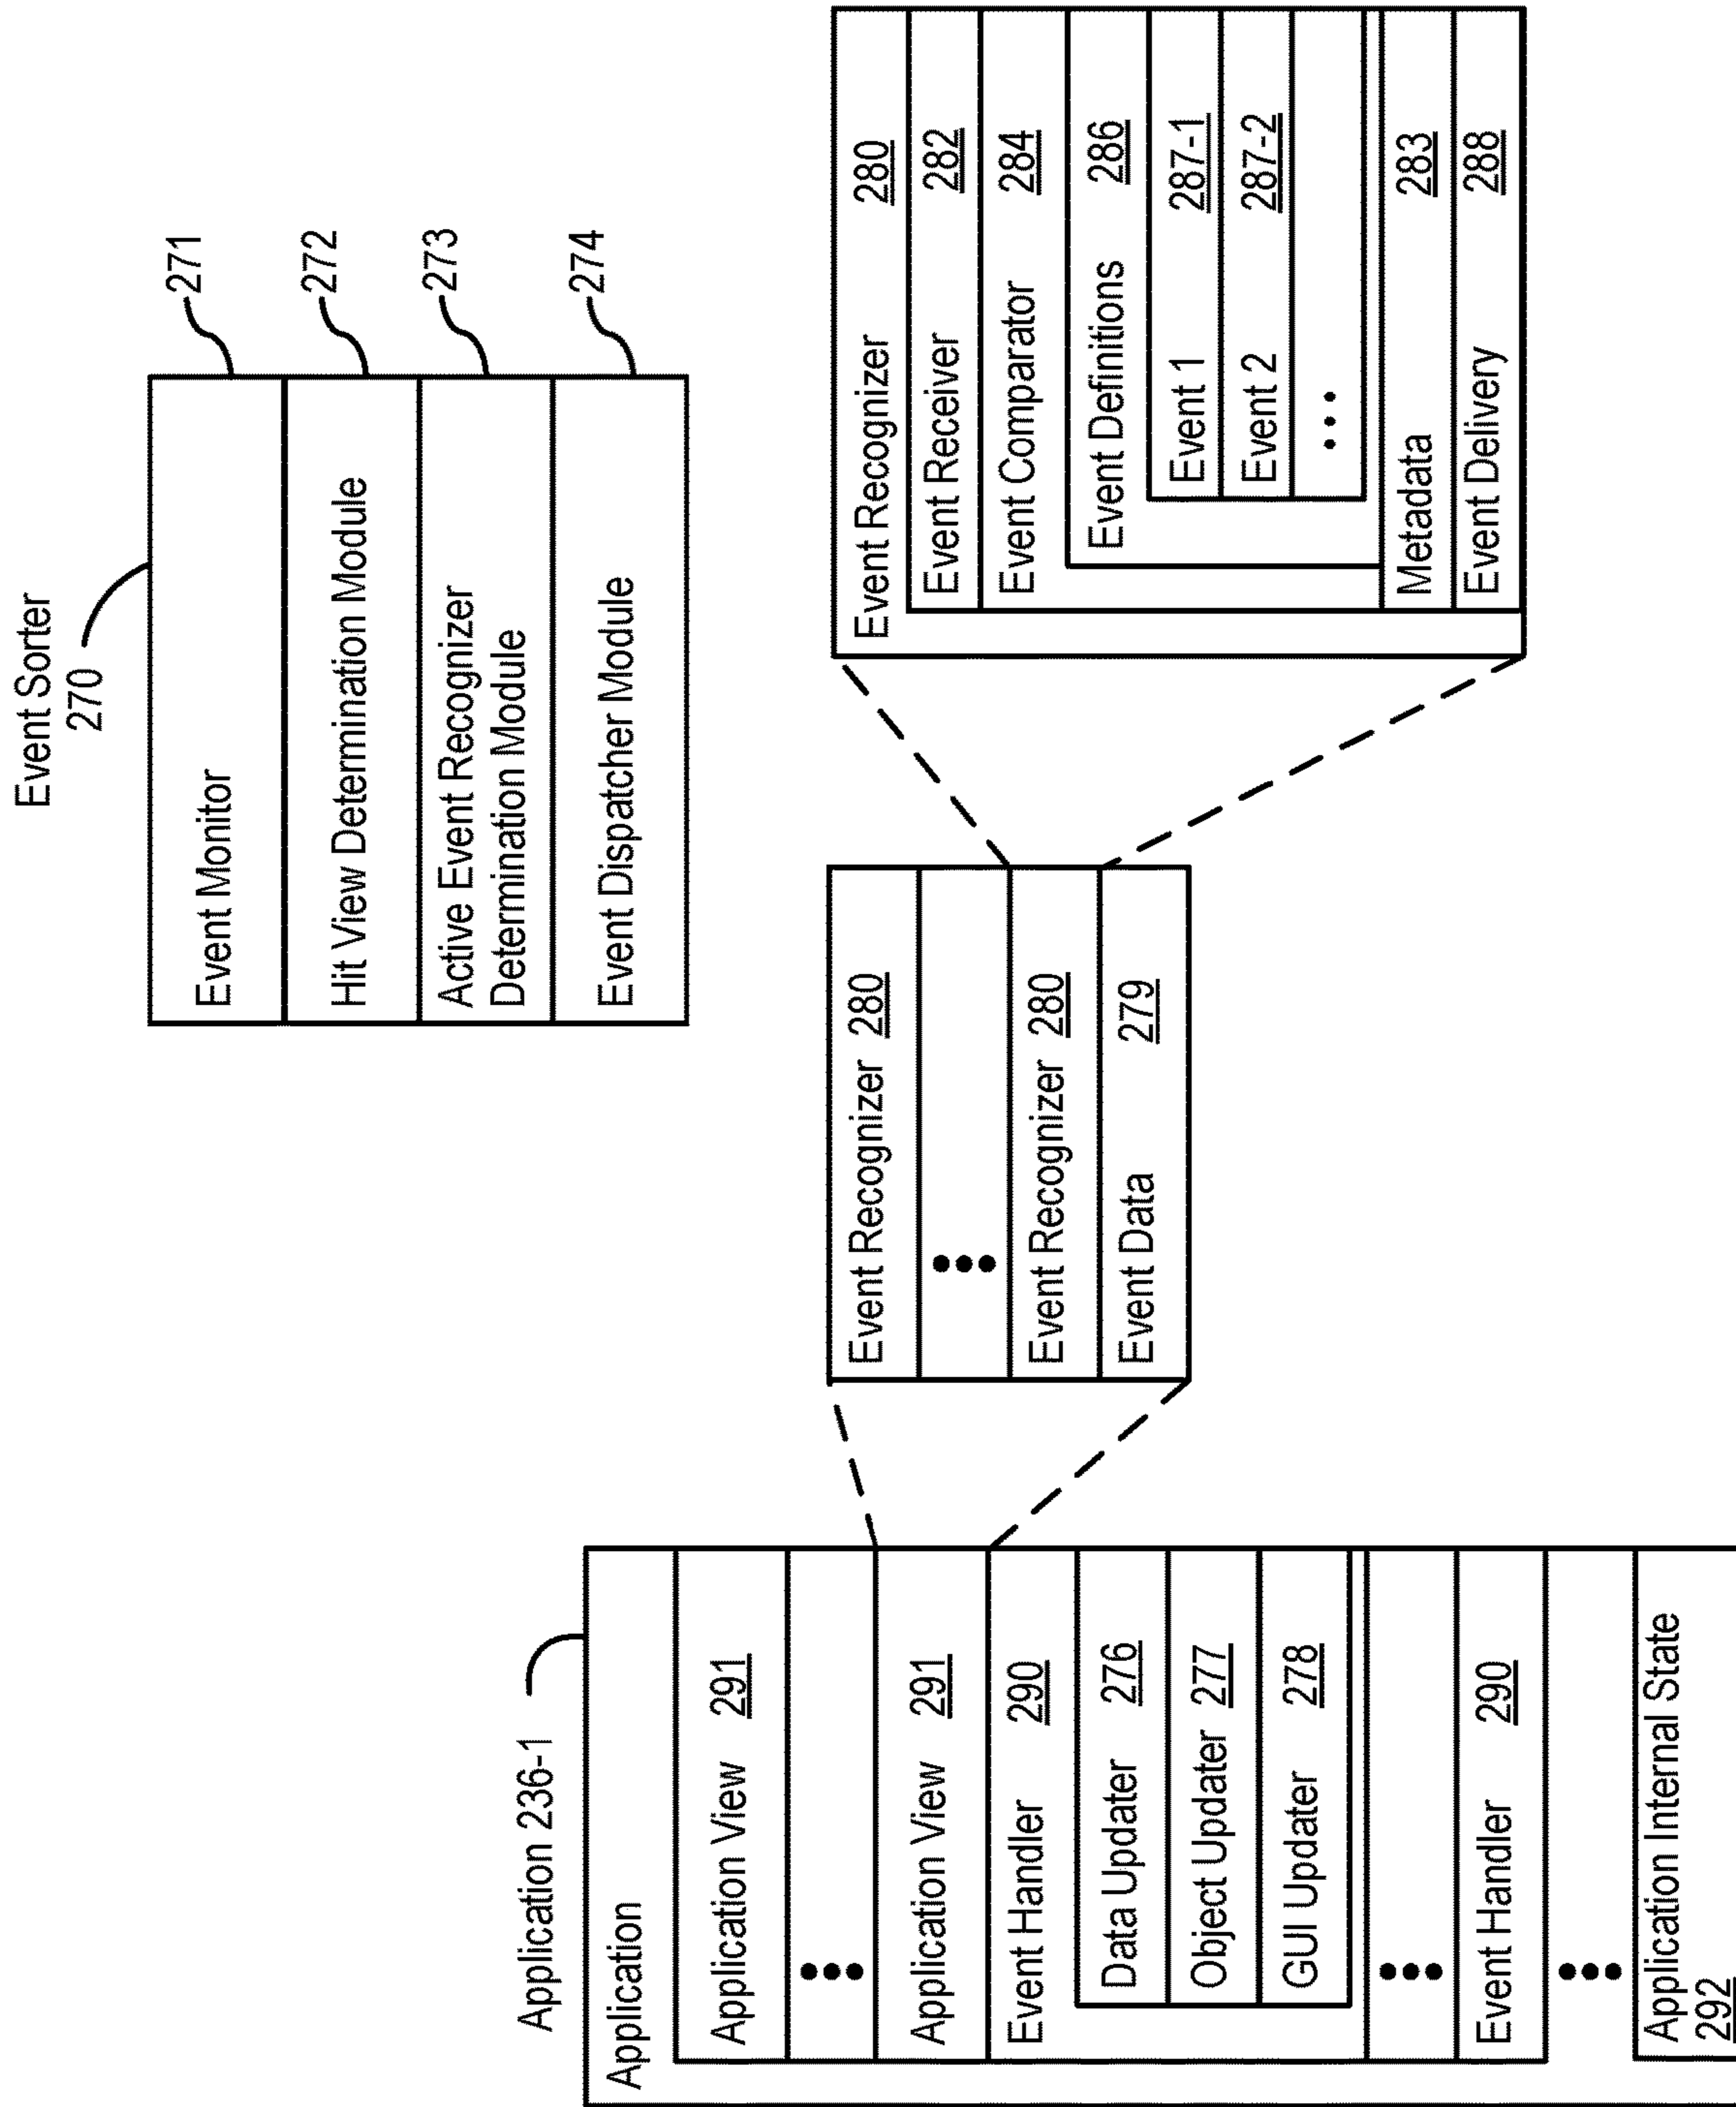 Event Sorter
270
Event Monitor
271
Hit View Determination Module
272
Active Event Recognizer
Determination Module
273
Event Dispatcher Module
274
Application 236-1
Application
Application View 291
Application View 291
Event Handler 290
Data Updater 276
Object Updater 277
GUI Updater 278
Event Handler 290
Application Internal State
292
Event Recognizer 280
Event Recognizer 280
Event Data 279
Event Recognizer 280
Event Receiver 282
Event Comparator 284
Event Definitions 286
Event 1 287-1
Event 2 287-2
Metadata 283
Event Delivery 288